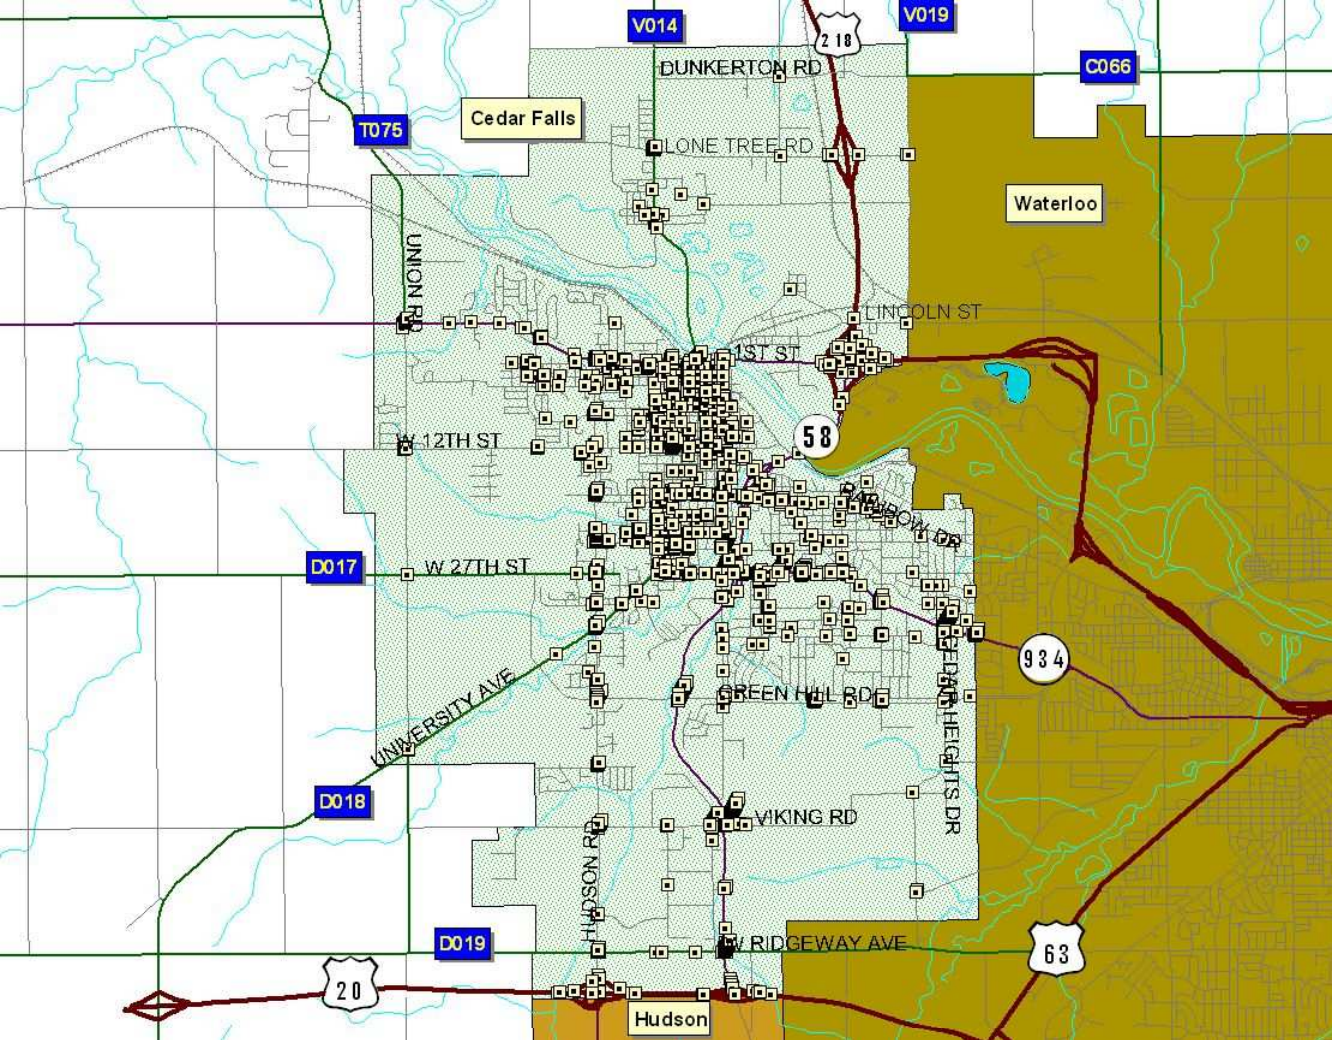 V014
V019
218
DUNKERTON RD
C066
Cedar Falls
T075
LONE TREE RD
Waterloo
UNION RD
LINCOLN ST
1ST ST
W 12TH ST
58
RAINBOW DR
D017
W 27TH ST
934
GREEN HILL RD
UNIVERSITY AVE
CEDAR HEIGHTS DR
D018
VIKING RD
HUDSON RD
D019
W RIDGEWAY AVE
63
20
Hudson